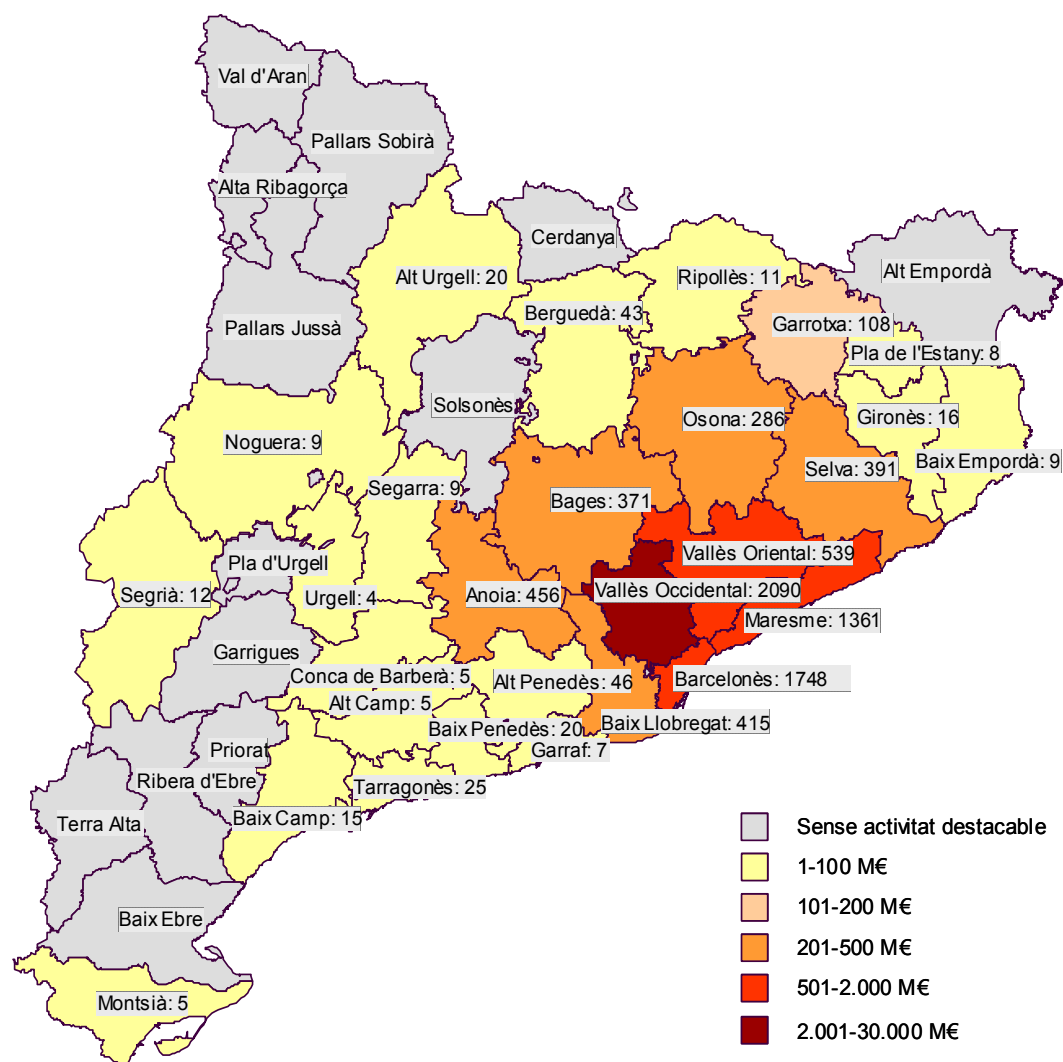 Val d'Aran
Pallars Sobirà
Alta Ribagorça
Cerdanya
Alt Empordà
Alt Urgell: 20
Ripollès: 11
Berguedà: 43
Garrotxa: 108
Pallars Jussà
Pla de l'Estany: 8
Solsonès
Osona: 286
Gironès: 16
Noguera: 9
Baix Empordà: 9
Segarra: 9
Selva: 391
Bages: 371
Vallès Oriental: 539
Pla d'Urgell
Segrià: 12
Urgell: 4
Anoia: 456
Vallès Occidental: 2090
Maresme: 1361
Garrigues
Conca de Barberà: 5
Alt Penedès: 46
Barcelonès: 1748
Alt Camp: 5
Baix Llobregat: 415
Baix Penedès: 20
Priorat
Garraf: 7
Ribera d'Ebre
Tarragonès: 25
Terra Alta
Baix Camp: 15
Baix Ebre
Montsià: 5
Sense activitat destacable
1-100 M€
101-200 M€
201-500 M€
501-2.000 M€
2.001-30.000 M€